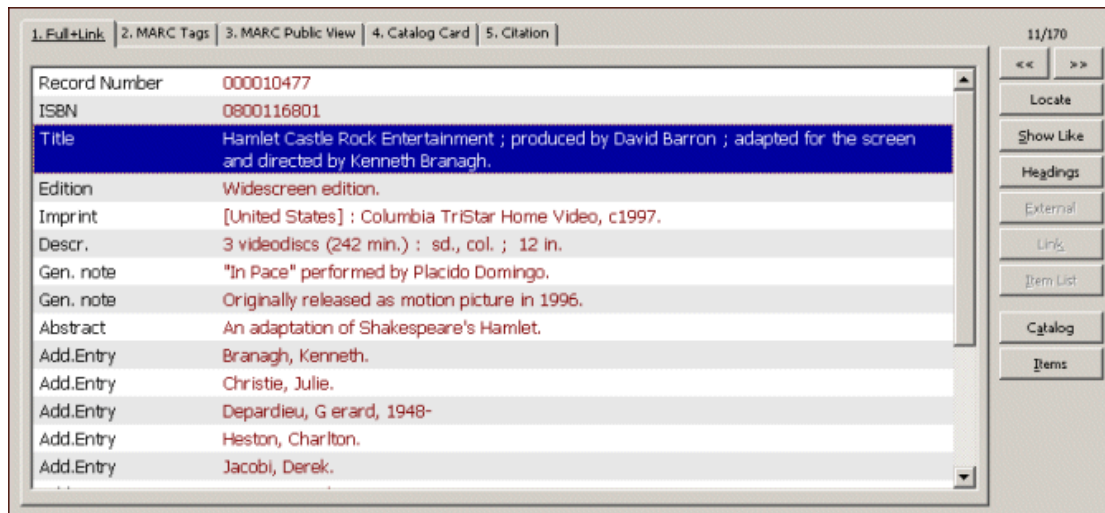 1. Full+Link 2. MARC Tags 3. MARC Public View 4. Catalog Card 5. Citation
11/170
<< >>
Locate
Show Like
Headings
External
Link
Item List
Catalog
Items
Record Number 000010477
ISBN 0800116801
Title Hamlet Castle Rock Entertainment ; produced by David Barron ; adapted for the screen
and directed by Kenneth Branagh.
Edition Widescreen edition.
Imprint [United States] : Columbia TriStar Home Video, c1997.
Descr. 3 videodiscs (242 min.) : sd., col. ; 12 in.
Gen. note "In Pace" performed by Placido Domingo.
Gen. note Originally released as motion picture in 1996.
Abstract An adaptation of Shakespeare's Hamlet.
Add.Entry Branagh, Kenneth.
Add.Entry Christie, Julie.
Add.Entry Depardieu, G erard, 1948-
Add.Entry Heston, Charlton.
Add.Entry Jacobi, Derek.